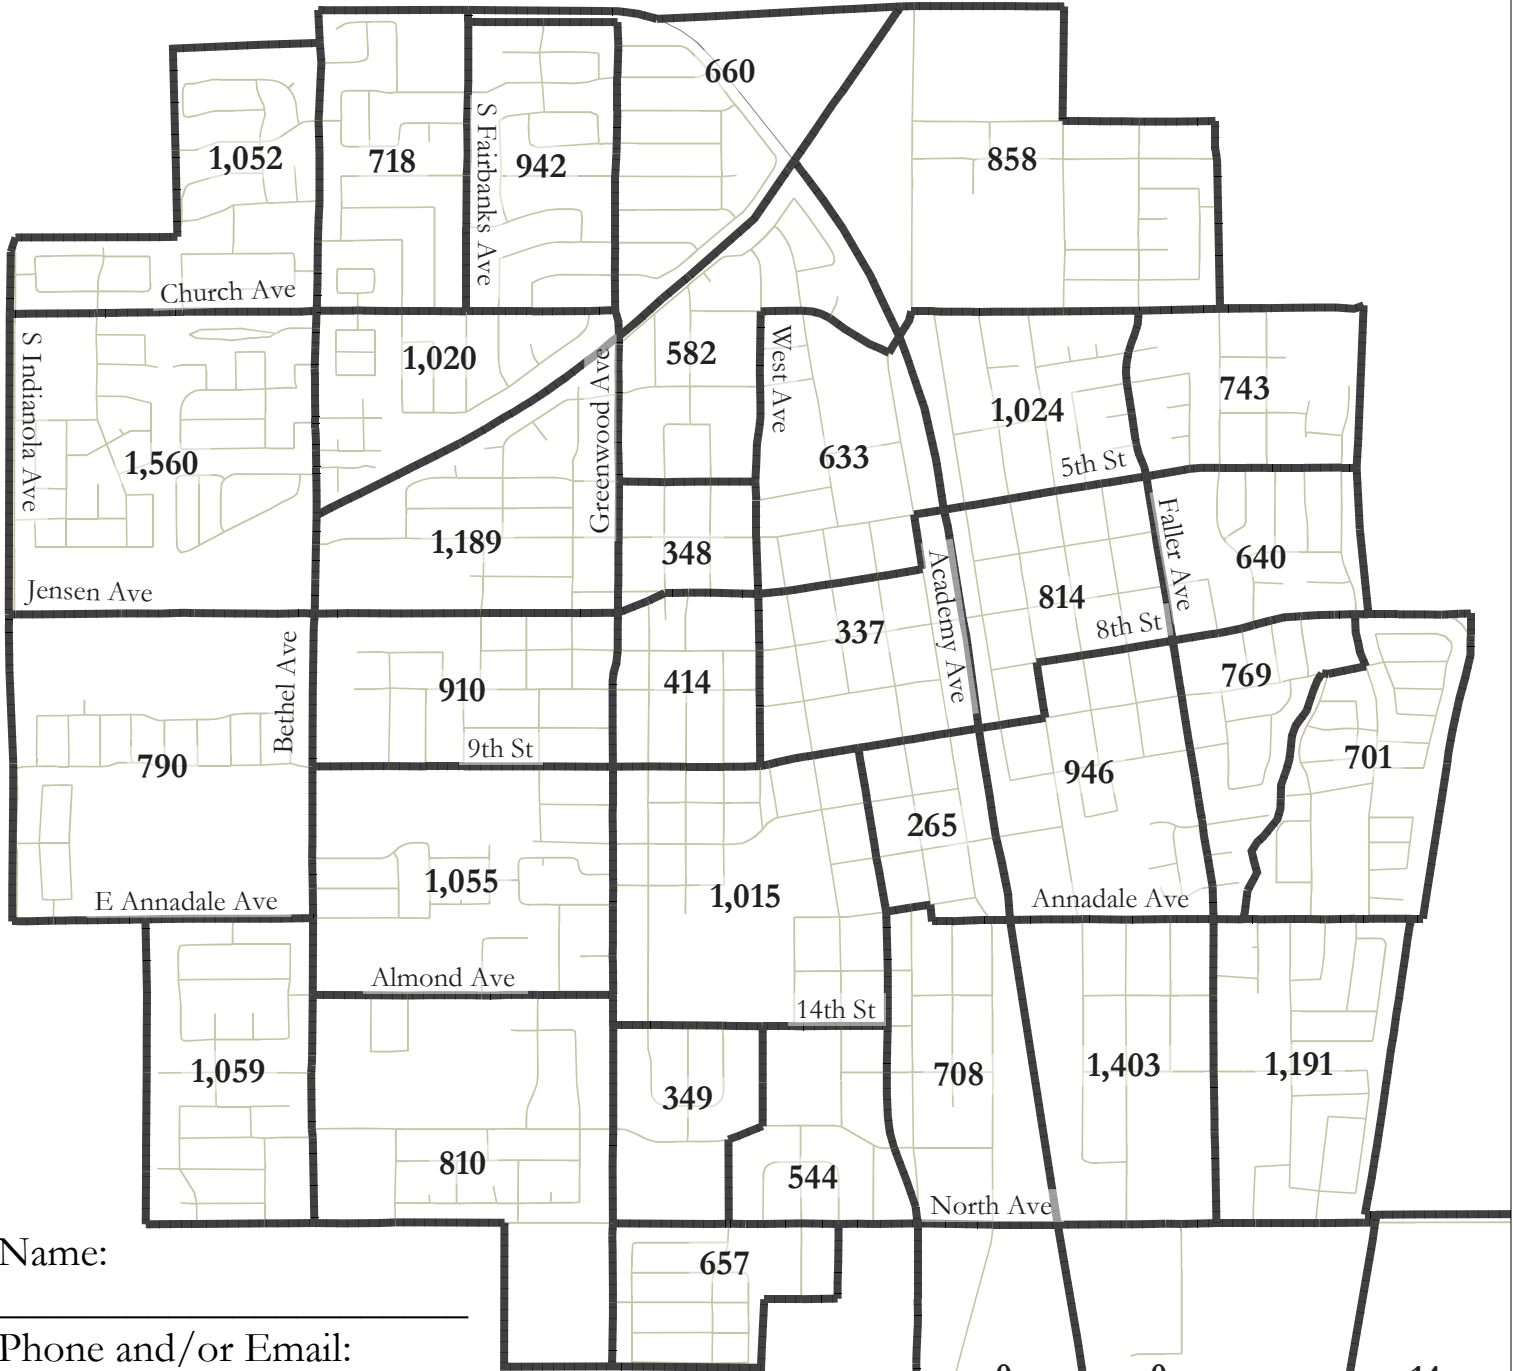 660
1,052
718
S Fairbanks Ave
942
858
Church Ave
S Indianola Ave
1,020
Greenwood Ave
582
West Ave
1,024
743
1,560
633
5th St
1,189
348
Faller Ave
640
Jensen Ave
Academy Ave
814
8th St
337
Bethel Ave
910
414
769
9th St
790
701
946
265
1,055
1,015
E Annadale Ave
Annadale Ave
Almond Ave
14th St
1,059
349
708
1,403
1,191
810
544
North Ave
Name:
657
Phone and/or Email: